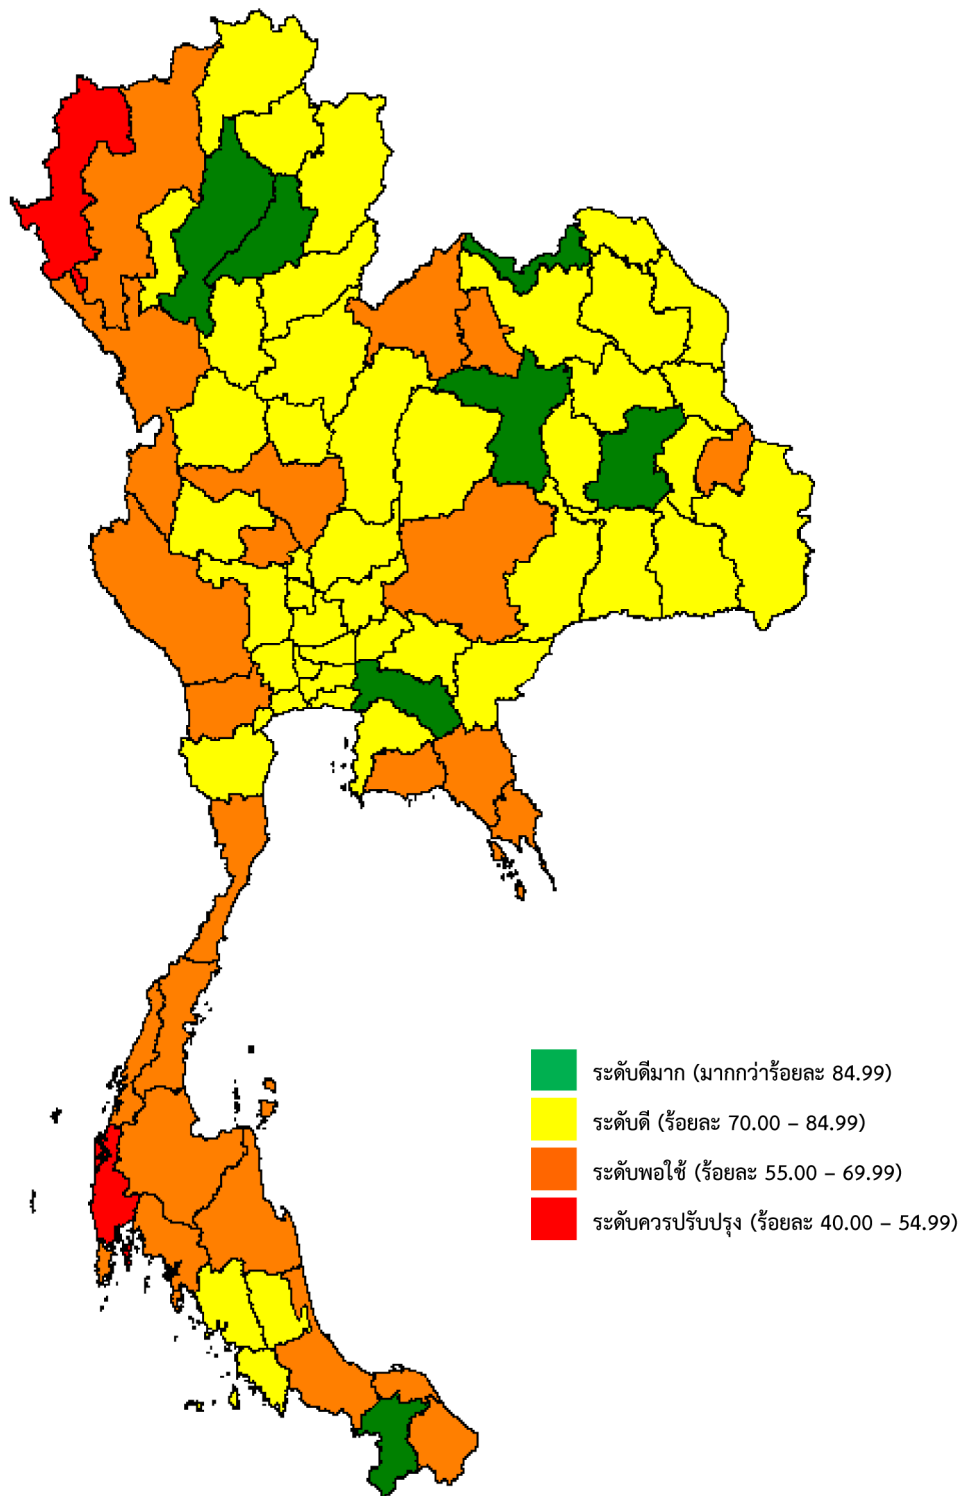 ระดับดีมาก (มากกว่าร้อยละ 84.99)
ระดับดี (ร้อยละ 70.00 – 84.99)
ระดับพอใช้ (ร้อยละ 55.00 – 69.99)
ระดับควรปรับปรุง (ร้อยละ 40.00 – 54.99)